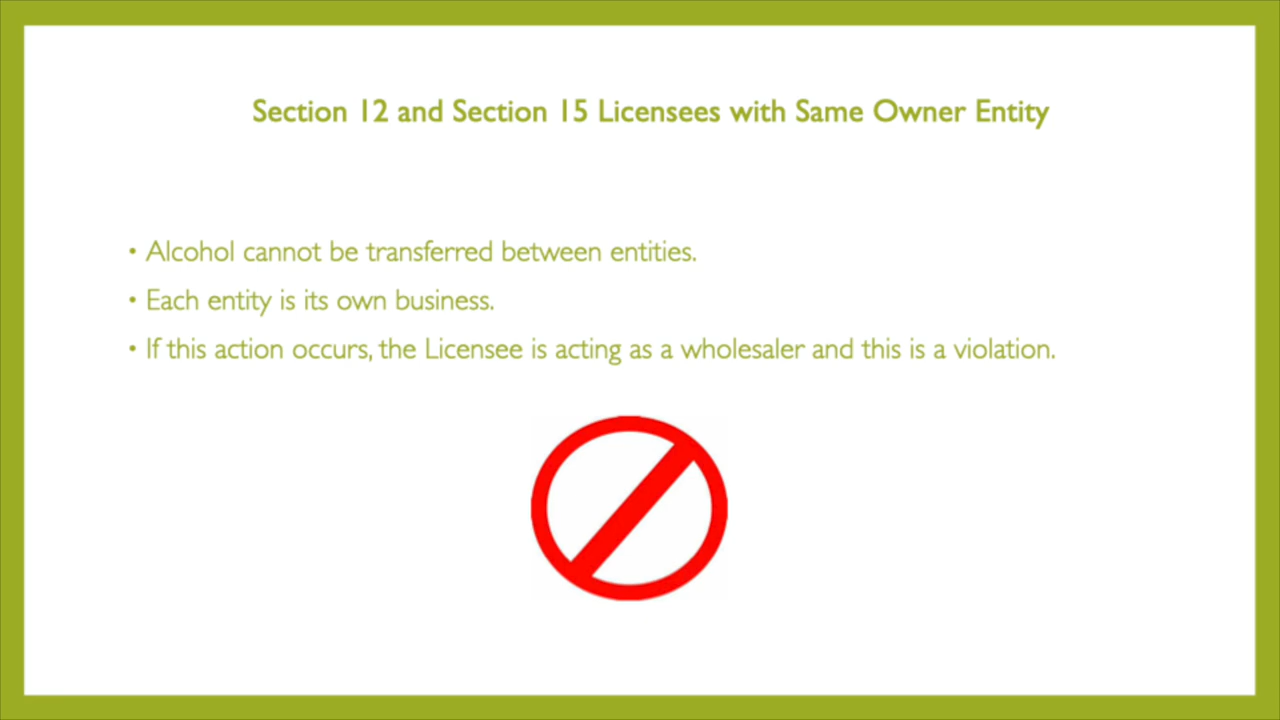 Section 12 and Section 15 Licensees with Same Owner Entity
• Alcohol cannot be transferred between entities.
• Each entity is its own business.
• If this action occurs, the Licensee is acting as a wholesaler and this is a violation.